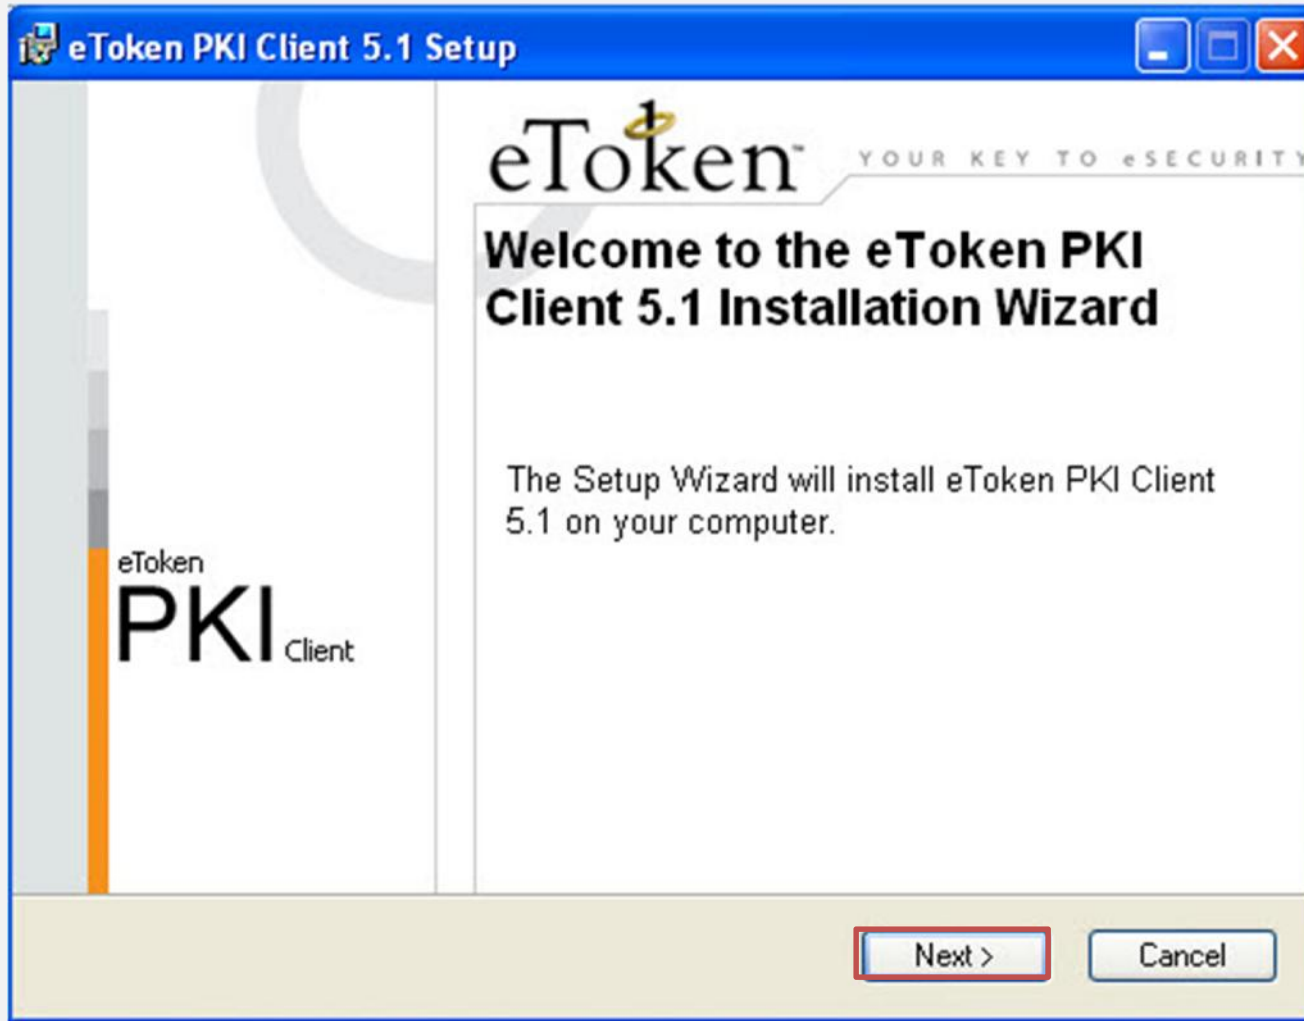 eToken PKI Client 5.1 Setup
eToken™ YOUR KEY TO eSECURITY
Welcome to the eToken PKI
Client 5.1 Installation Wizard
The Setup Wizard will install eToken PKI Client
5.1 on your computer.
eToken
PKI Client
Next >
Cancel